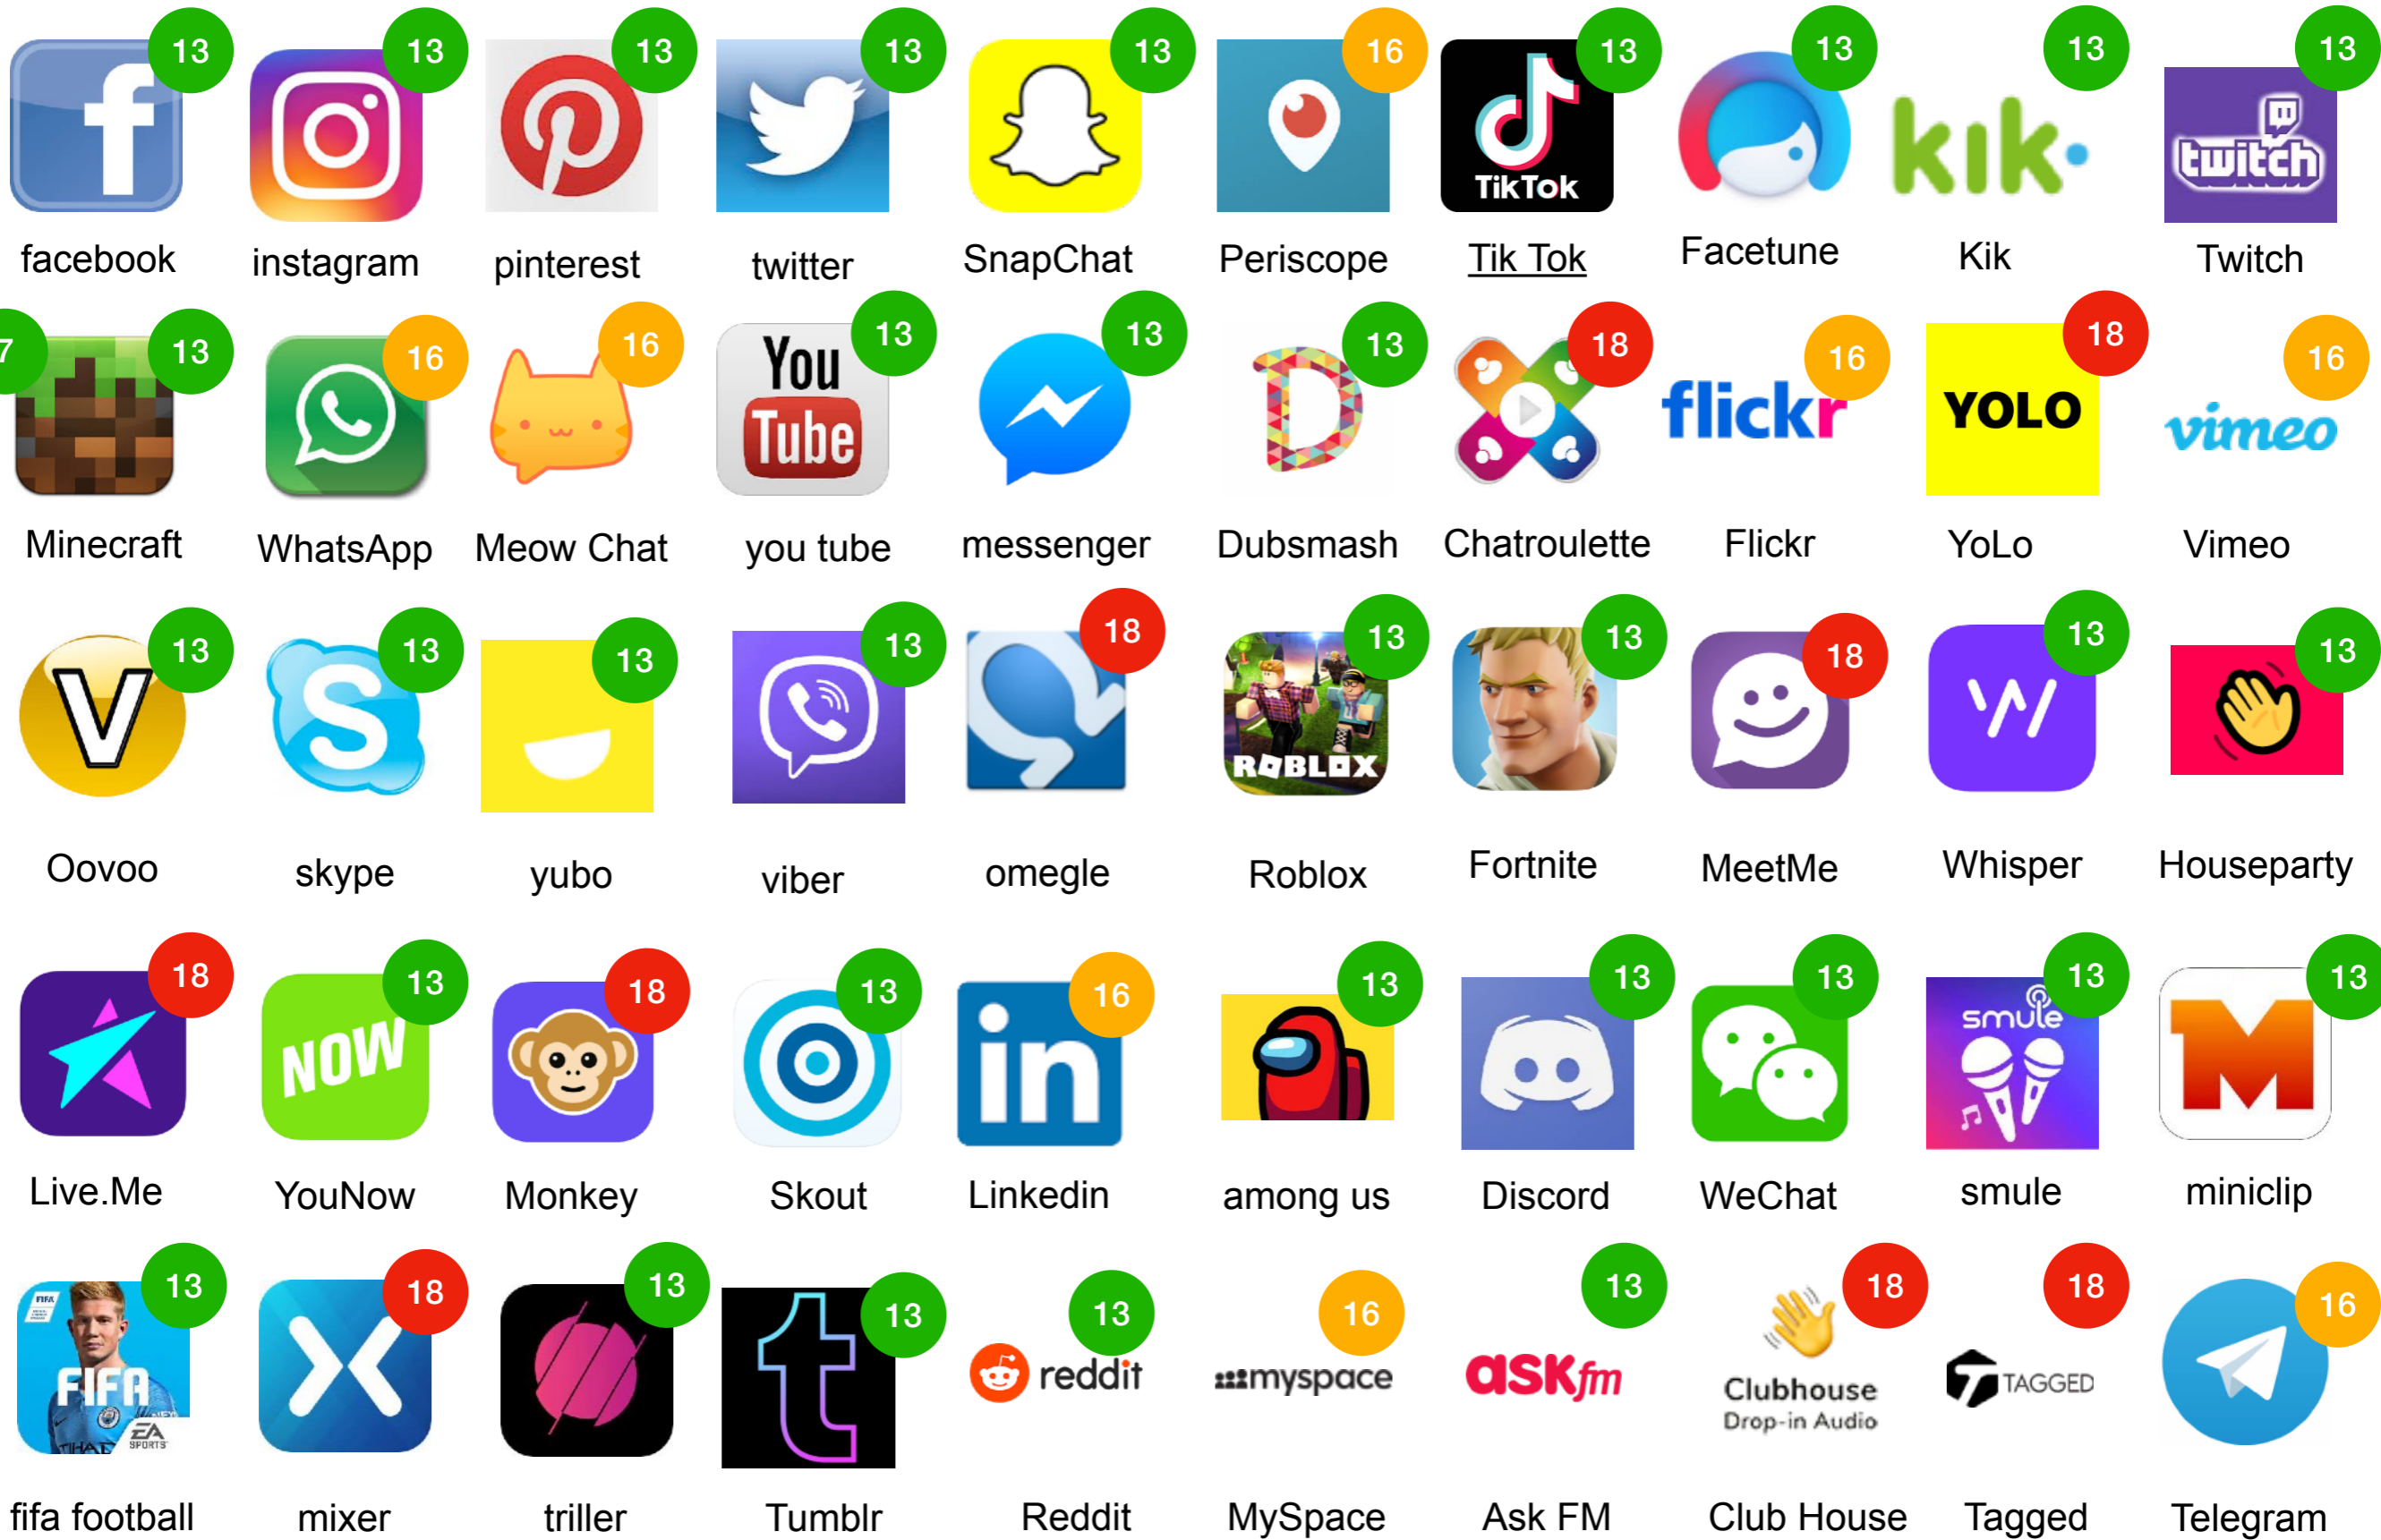 13 13 13 13 13 16 13 13 13 13
f
TikTok
kik
twitch
facebook instagram pinterest twitter SnapChat Periscope Tik Tok Facetune Kik Twitch
7 13 16 16 13 13 13 18 16 18 16
You
Tube
D
flickr
YOLO
vimeo
Minecraft WhatsApp Meow Chat you tube messenger Dubsmash Chatroulette Flickr YoLo Vimeo
13 13 13 13 18 13 13 18 13 13
V
S
ROBLOX
Oovoo skype yubo viber omegle Roblox Fortnite MeetMe Whisper Houseparty
18 13 18 13 16 13 13 13 13 13
NOW
in
smule
M
Live.Me YouNow Monkey Skout Linkedin among us Discord WeChat smule miniclip
13 18 13 13 13 16 13 18 18 16
FIFA
FIFA
EA
SPORTS
t
reddit
myspace
asKfm
Clubhouse
Drop-in Audio
TAGGED
fifa football mixer triller Tumblr Reddit MySpace Ask FM Club House Tagged Telegram